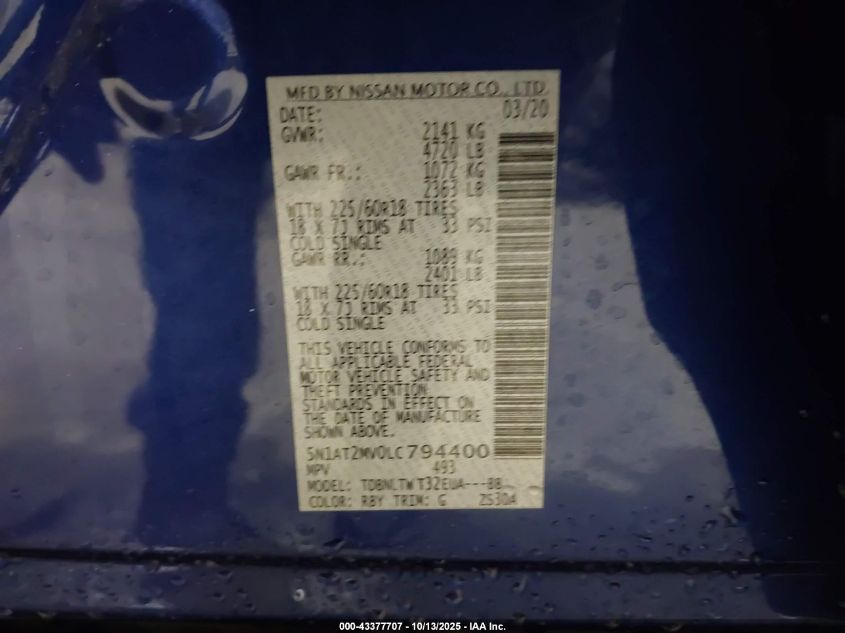 MFD BY NISSAN MOTOR CO., LTD
DATE: 03/20
GVWR: 2141 KG
4720 LB
GAWR FR.: 1072 KG
2363 LB
WITH 225/60R18 TIRES
18 X 7J RIMS AT 33 PSI
COLD SINGLE
GAWR RR.: 1089 KG
2401 LB
WITH 225/60R18 TIRES
18 X 7J RIMS AT 33 PSI
COLD SINGLE
THIS VEHICLE CONFORMS TO
ALL APPLICABLE FEDERAL
MOTOR VEHICLE SAFETY AND
THEFT PREVENTION
STANDARDS IN EFFECT ON
THE DATE OF MANUFACTURE
SHOWN ABOVE.
5N1AT2MV0LC794400
MPV 493
MODEL: TDBNLTWT32EUA---BB
COLOR: RBY TRIM: G ZS30A
000-43377707 - 10/13/2025 - IAA Inc.